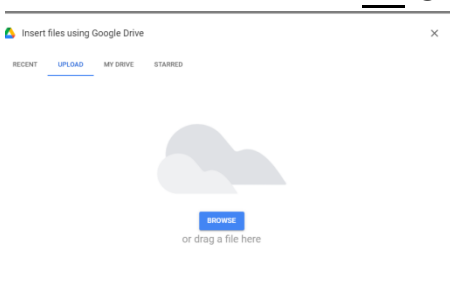 Insert files using Google Drive
RECENT UPLOAD MY DRIVE STARRED
BROWSE
or drag a file here